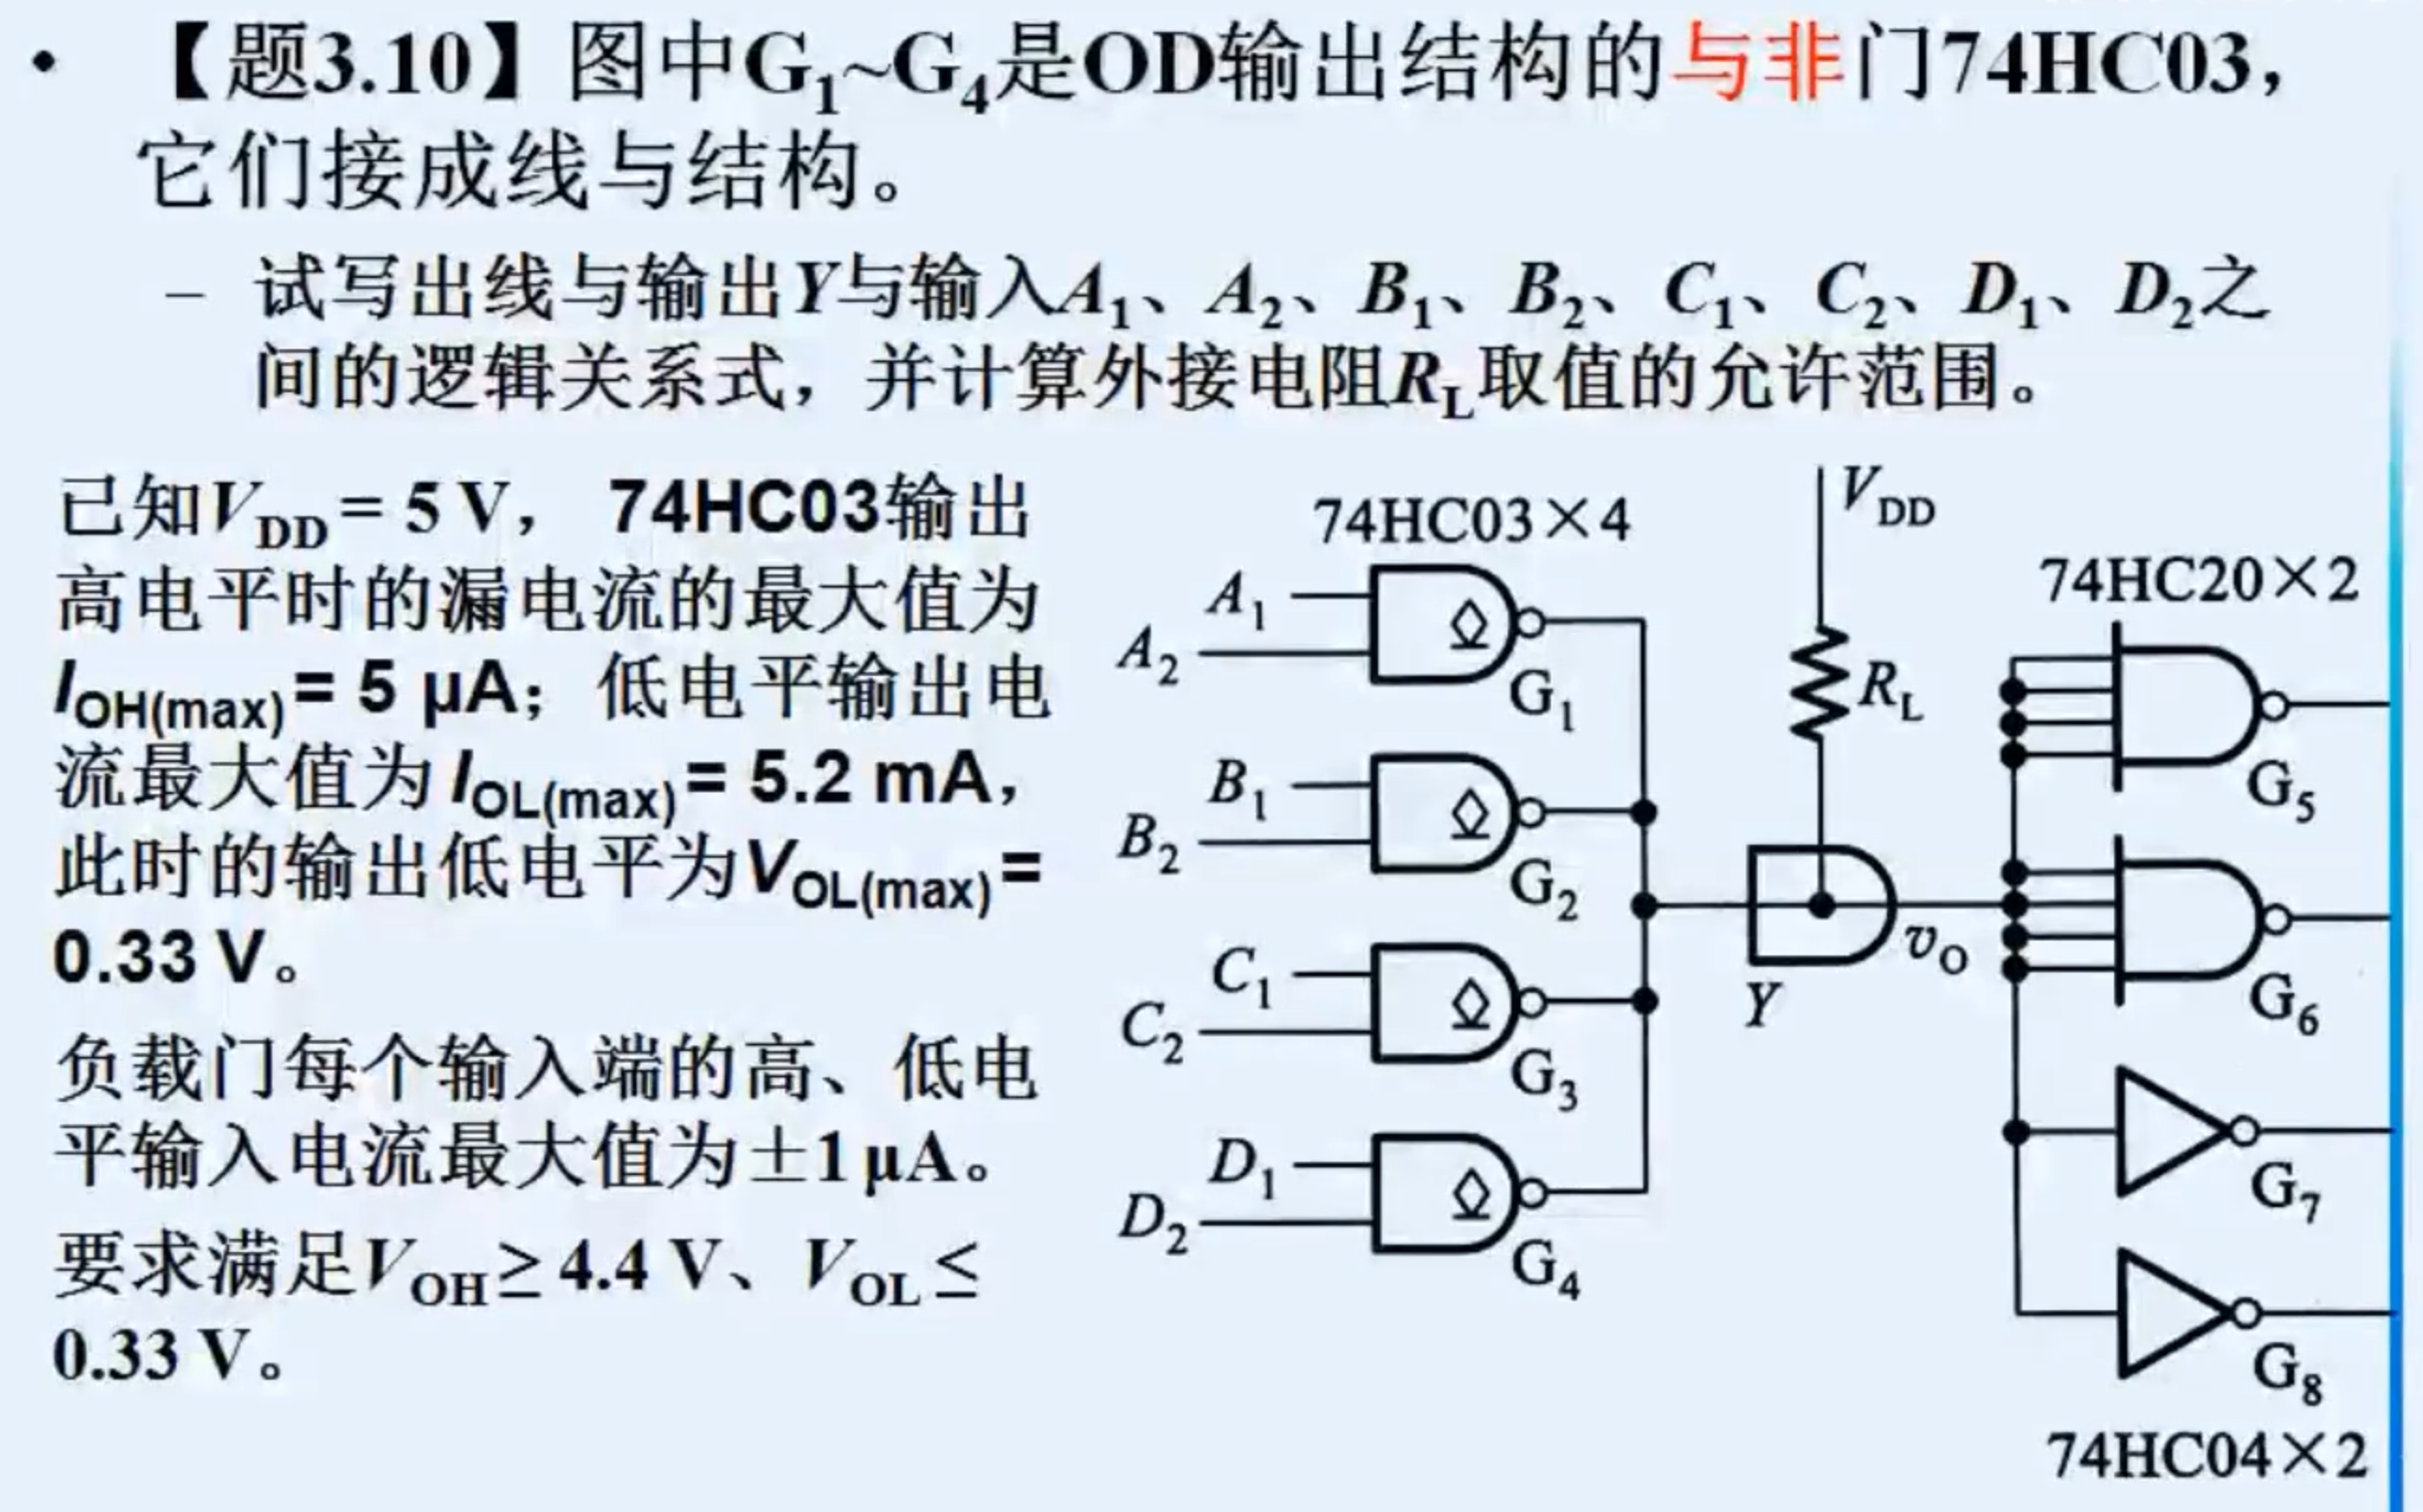 • 【题3.10】图中G₁~G₄是OD输出结构的与非门74HC03,
它们接成线与结构。
– 试写出线与输出Y与输入A₁、A₂、B₁、B₂、C₁、C₂、D₁、D₂之
间的逻辑关系式，并计算外接电阻R_L取值的允许范围。
已知V_DD = 5 V， 74HC03输出
高电平时的漏电流的最大值为
I_OH(max) = 5 μA；低电平输出电
流最大值为 I_OL(max) = 5.2 mA，
此时的输出低电平为V_OL(max) =
0.33 V。
负载门每个输入端的高、低电
平输入电流最大值为±1 μA。
要求满足V_OH ≥ 4.4 V、V_OL ≤
0.33 V。
74HC03×4
A₁
A₂
G₁
B₁
B₂
G₂
C₁
C₂
G₃
D₁
D₂
G₄
V_DD
R_L
Y
v_O
74HC20×2
G₅
G₆
G₇
G₈
74HC04×2